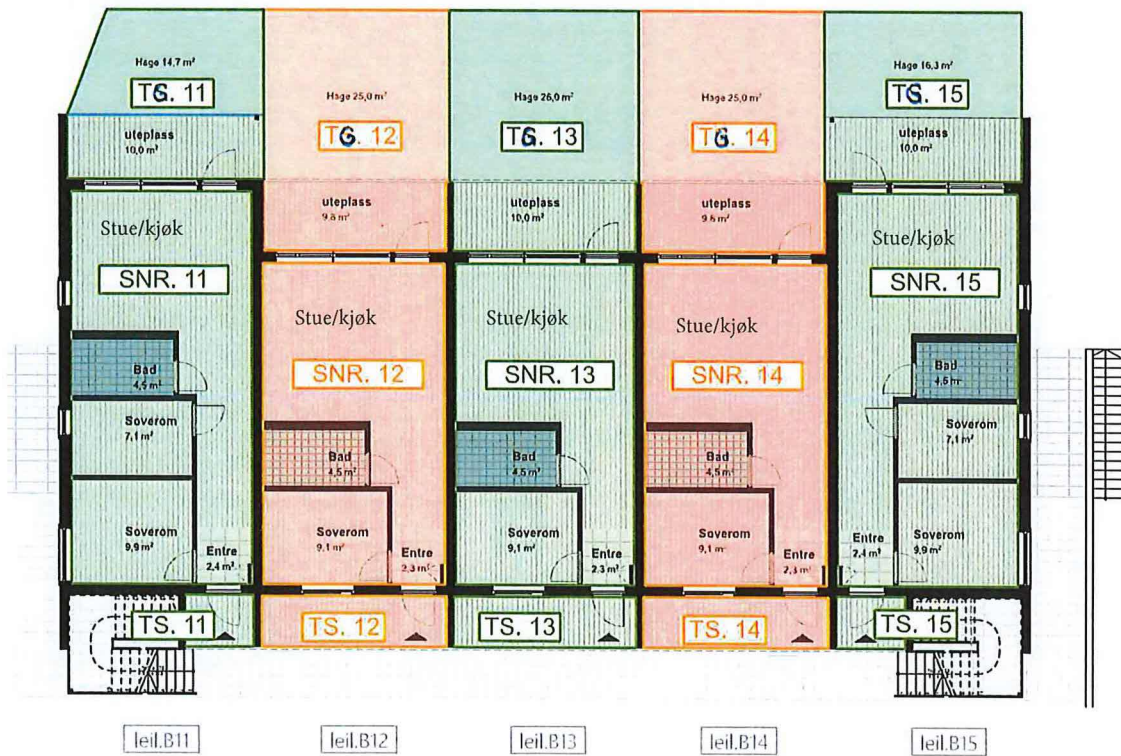 Hage 14,7 m²
TG. 11
uteplass
10,0 m²
Stue/kjøk
SNR. 11
Bad
4,5 m²
Soverom
7,1 m²
Soverom
9,9 m²
Entre
2,4 m²
TS. 11
leil.B11
Hage 25,0 m²
TG. 12
uteplass
9,8 m²
Stue/kjøk
SNR. 12
Bad
4,5 m²
Soverom
9,1 m²
Entre
2,3 m²
TS. 12
leil.B12
Hage 26,0 m²
TG. 13
uteplass
10,0 m²
Stue/kjøk
SNR. 13
Bad
4,5 m²
Soverom
9,1 m²
Entre
2,3 m²
TS. 13
leil.B13
Hage 25,0 m²
TG. 14
uteplass
9,8 m²
Stue/kjøk
SNR. 14
Bad
4,5 m²
Soverom
9,1 m²
Entre
2,3 m²
TS. 14
leil.B14
Hage 16,3 m²
TG. 15
uteplass
10,0 m²
Stue/kjøk
SNR. 15
Bad
4,5 m²
Soverom
7,1 m²
Soverom
9,9 m²
Entre
2,4 m²
TS. 15
leil.B15